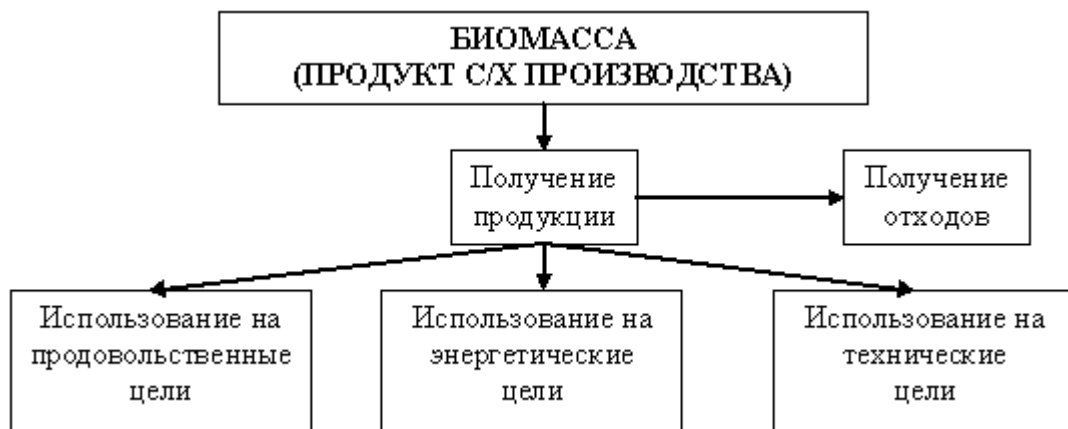 БИОМАССА
(ПРОДУКТ С/Х ПРОИЗВОДСТВА)
Получение
продукции
Получение
отходов
Использование на
продовольственные
цели
Использование на
энергетические
цели
Использование на
технические
цели